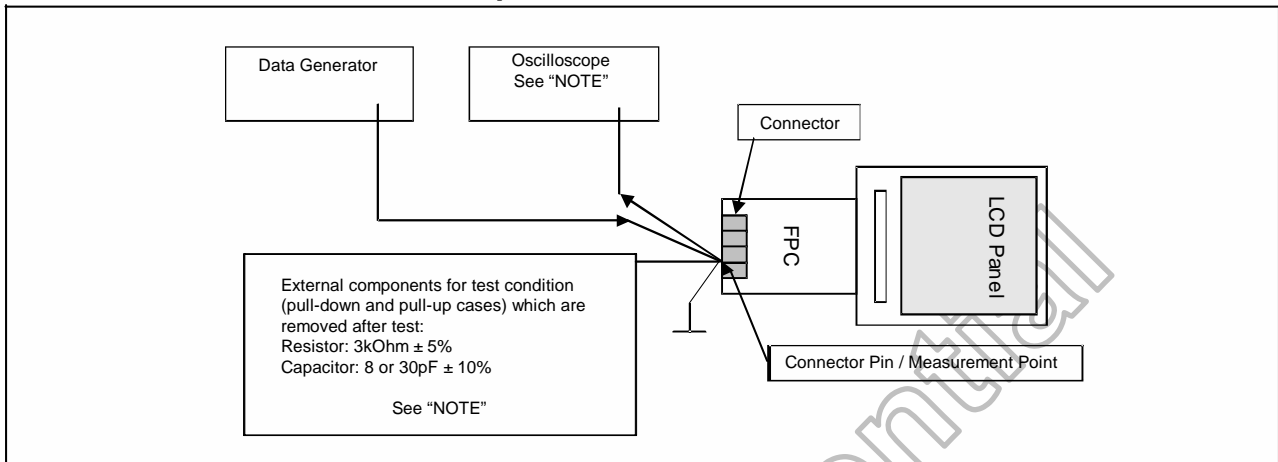 Data Generator
Oscilloscope
See “NOTE”
Connector
FPC
LCD Panel
External components for test condition
(pull-down and pull-up cases) which are
removed after test:
Resistor: 3kOhm ± 5%
Capacitor: 8 or 30pF ± 10%
See “NOTE”
Connector Pin / Measurement Point